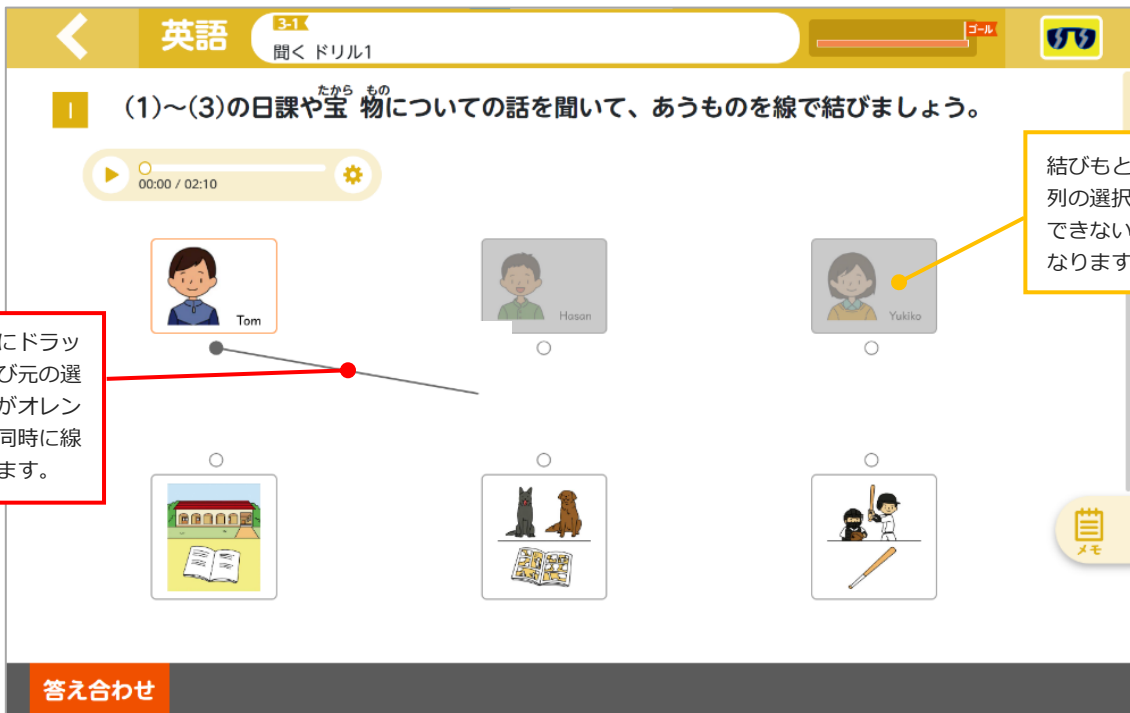 英語
3-1
聞く ドリル1
ゴール
1
たから もの
(1)～(3)の日課や宝 物についての話を聞いて、あうものを線で結びましょう。
00:00 / 02:10
結びもと
列の選択
できない
なります
Tom
Hasan
Yukiko
にドラッ
び元の選
がオレン
同時に線
ます。
メモ
答え合わせ